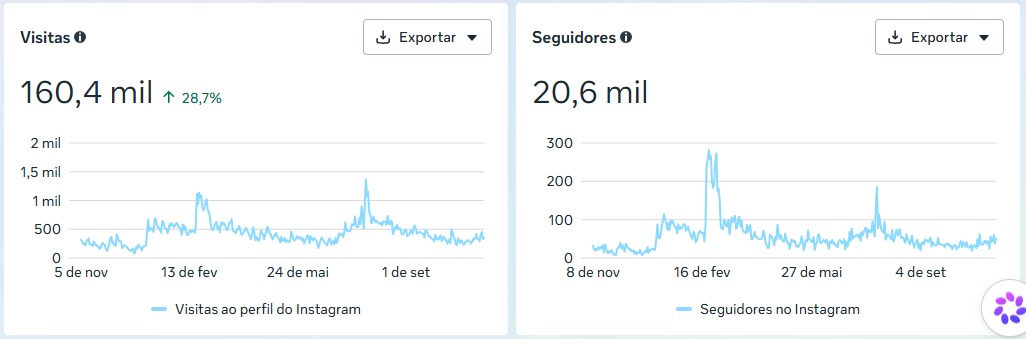 Visitas
Exportar
160,4 mil ↑ 28,7%
2 mil
1,5 mil
1 mil
500
0
5 de nov 13 de fev 24 de mai 1 de set
Visitas ao perfil do Instagram
Seguidores
Exportar
20,6 mil
300
200
100
0
8 de nov 16 de fev 27 de mai 4 de set
Seguidores no Instagram